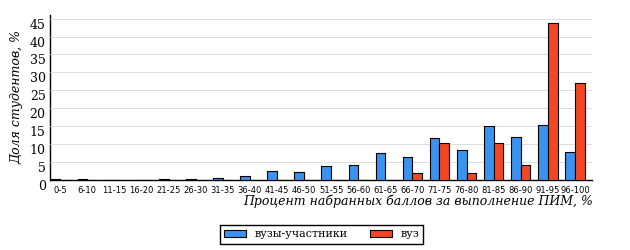 Доля студентов, %
45
40
35
30
25
20
15
10
5
0
0-5 6-10 11-15 16-20 21-25 26-30 31-35 36-40 41-45 46-50 51-55 56-60 61-65 66-70 71-75 76-80 81-85 86-90 91-95 96-100
Процент набранных баллов за выполнение ПИМ, %
вузы-участники вуз